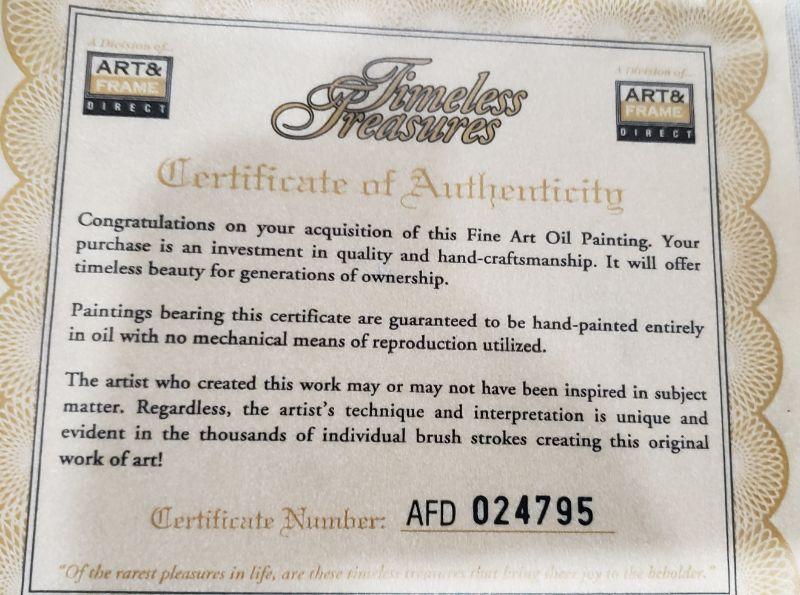 A Division of...
ART&
FRAME
DIRECT
Timeless
Treasures
A Division of...
ART&
FRAME
DIRECT
Certificate of Authenticity
Congratulations on your acquisition of this Fine Art Oil Painting. Your
purchase is an investment in quality and hand-craftsmanship. It will offer
timeless beauty for generations of ownership.
Paintings bearing this certificate are guaranteed to be hand-painted entirely
in oil with no mechanical means of reproduction utilized.
The artist who created this work may or may not have been inspired in subject
matter. Regardless, the artist's technique and interpretation is unique and
evident in the thousands of individual brush strokes creating this original
work of art!
Certificate Number: AFD 024795
"Of the rarest pleasures in life, are these timeless treasures that bring sheer joy to the beholder."